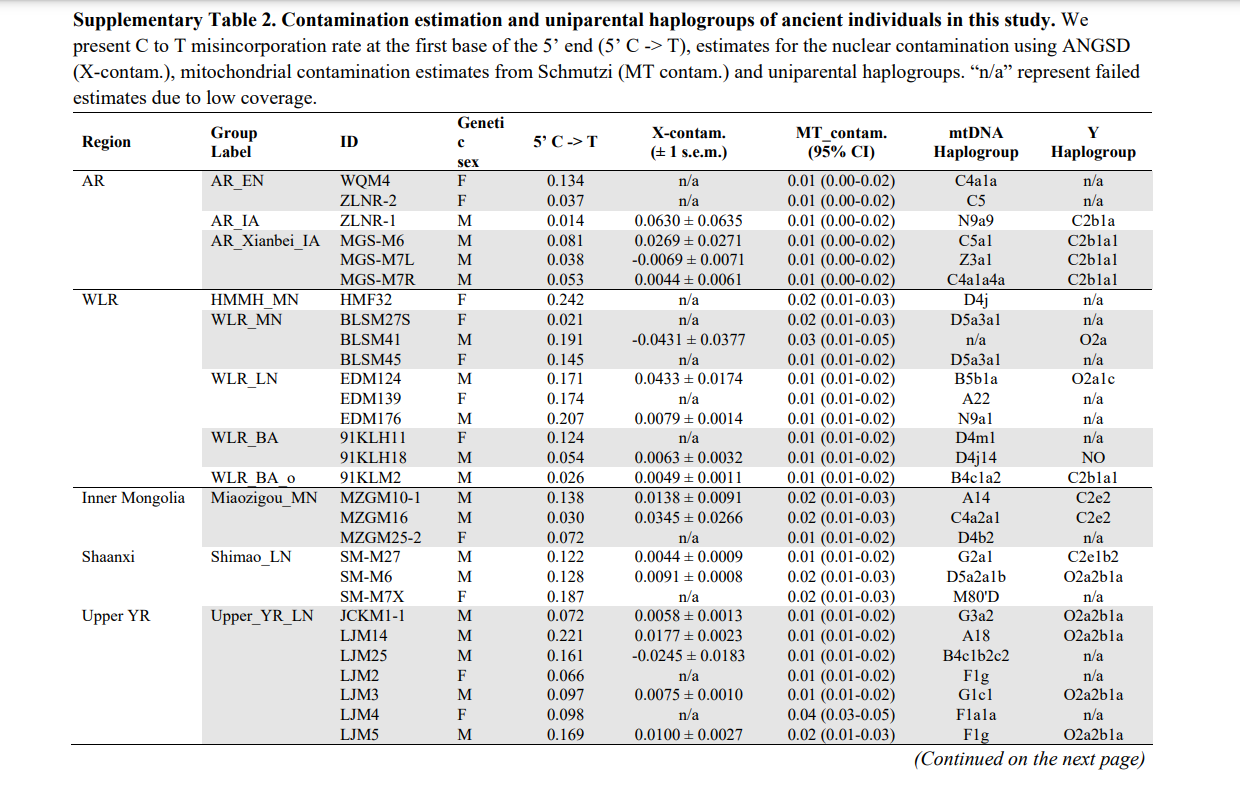 Supplementary Table 2. Contamination estimation and uniparental haplogroups of ancient individuals in this study. We
present C to T misincorporation rate at the first base of the 5’ end (5’ C -> T), estimates for the nuclear contamination using ANGSD
(X-contam.), mitochondrial contamination estimates from Schmutzi (MT contam.) and uniparental haplogroups. “n/a” represent failed
estimates due to low coverage.
Region Group Label ID Genetic sex 5’ C -> T X-contam. (± 1 s.e.m.) MT_contam. (95% CI) mtDNA Haplogroup Y Haplogroup
AR AR_EN WQM4 F 0.134 n/a 0.01 (0.00-0.02) C4a1a n/a
ZLNR-2 F 0.037 n/a 0.01 (0.00-0.02) C5 n/a
AR_IA ZLNR-1 M 0.014 0.0630 ± 0.0635 0.01 (0.00-0.02) N9a9 C2b1a
AR_Xianbei_IA MGS-M6 M 0.081 0.0269 ± 0.0271 0.01 (0.00-0.02) C5a1 C2b1a1
MGS-M7L M 0.038 -0.0069 ± 0.0071 0.01 (0.00-0.02) Z3a1 C2b1a1
MGS-M7R M 0.053 0.0044 ± 0.0061 0.01 (0.00-0.02) C4a1a4a C2b1a1
WLR HMMH_MN HMF32 F 0.242 n/a 0.02 (0.01-0.03) D4j n/a
WLR_MN BLSM27S F 0.021 n/a 0.02 (0.01-0.03) D5a3a1 n/a
BLSM41 M 0.191 -0.0431 ± 0.0377 0.03 (0.01-0.05) n/a O2a
BLSM45 F 0.145 n/a 0.01 (0.01-0.02) D5a3a1 n/a
WLR_LN EDM124 M 0.171 0.0433 ± 0.0174 0.01 (0.01-0.02) B5b1a O2a1c
EDM139 F 0.174 n/a 0.01 (0.01-0.02) A22 n/a
EDM176 M 0.207 0.0079 ± 0.0014 0.01 (0.01-0.02) N9a1 n/a
WLR_BA 91KLH11 F 0.124 n/a 0.01 (0.01-0.02) D4m1 n/a
91KLH18 M 0.054 0.0063 ± 0.0032 0.01 (0.01-0.02) D4j14 NO
WLR_BA_o 91KLM2 M 0.026 0.0049 ± 0.0011 0.01 (0.01-0.02) B4c1a2 C2b1a1
Inner Mongolia Miaozigou_MN MZGM10-1 M 0.138 0.0138 ± 0.0091 0.02 (0.01-0.03) A14 C2e2
MZGM16 M 0.030 0.0345 ± 0.0266 0.02 (0.01-0.03) C4a2a1 C2e2
MZGM25-2 F 0.072 n/a 0.01 (0.01-0.02) D4b2 n/a
Shaanxi Shimao_LN SM-M27 M 0.122 0.0044 ± 0.0009 0.01 (0.01-0.02) G2a1 C2e1b2
SM-M6 M 0.128 0.0091 ± 0.0008 0.02 (0.01-0.03) D5a2a1b O2a2b1a
SM-M7X F 0.187 n/a 0.02 (0.01-0.03) M80'D n/a
Upper YR Upper_YR_LN JCKM1-1 M 0.072 0.0058 ± 0.0013 0.01 (0.01-0.02) G3a2 O2a2b1a
LJM14 M 0.221 0.0177 ± 0.0023 0.01 (0.01-0.02) A18 O2a2b1a
LJM25 M 0.161 -0.0245 ± 0.0183 0.01 (0.01-0.02) B4c1b2c2 n/a
LJM2 F 0.066 n/a 0.01 (0.01-0.02) F1g n/a
LJM3 M 0.097 0.0075 ± 0.0010 0.01 (0.01-0.02) G1c1 O2a2b1a
LJM4 F 0.098 n/a 0.04 (0.03-0.05) F1a1a n/a
LJM5 M 0.169 0.0100 ± 0.0027 0.02 (0.01-0.03) F1g O2a2b1a
(Continued on the next page)